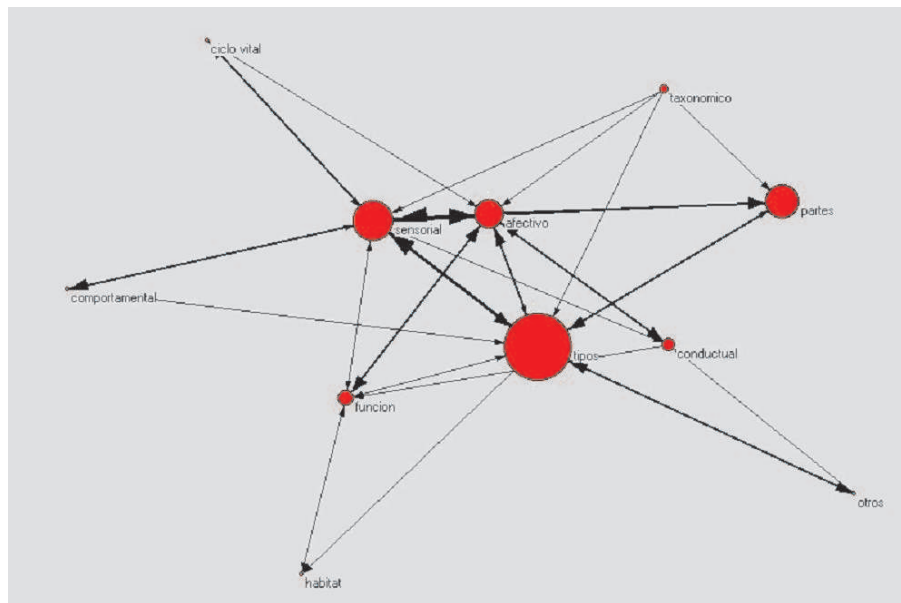 ciclo vital
taxonomico
partes
sensorial
afectivo
comportamental
tipos
conductual
funcion
otros
habitat